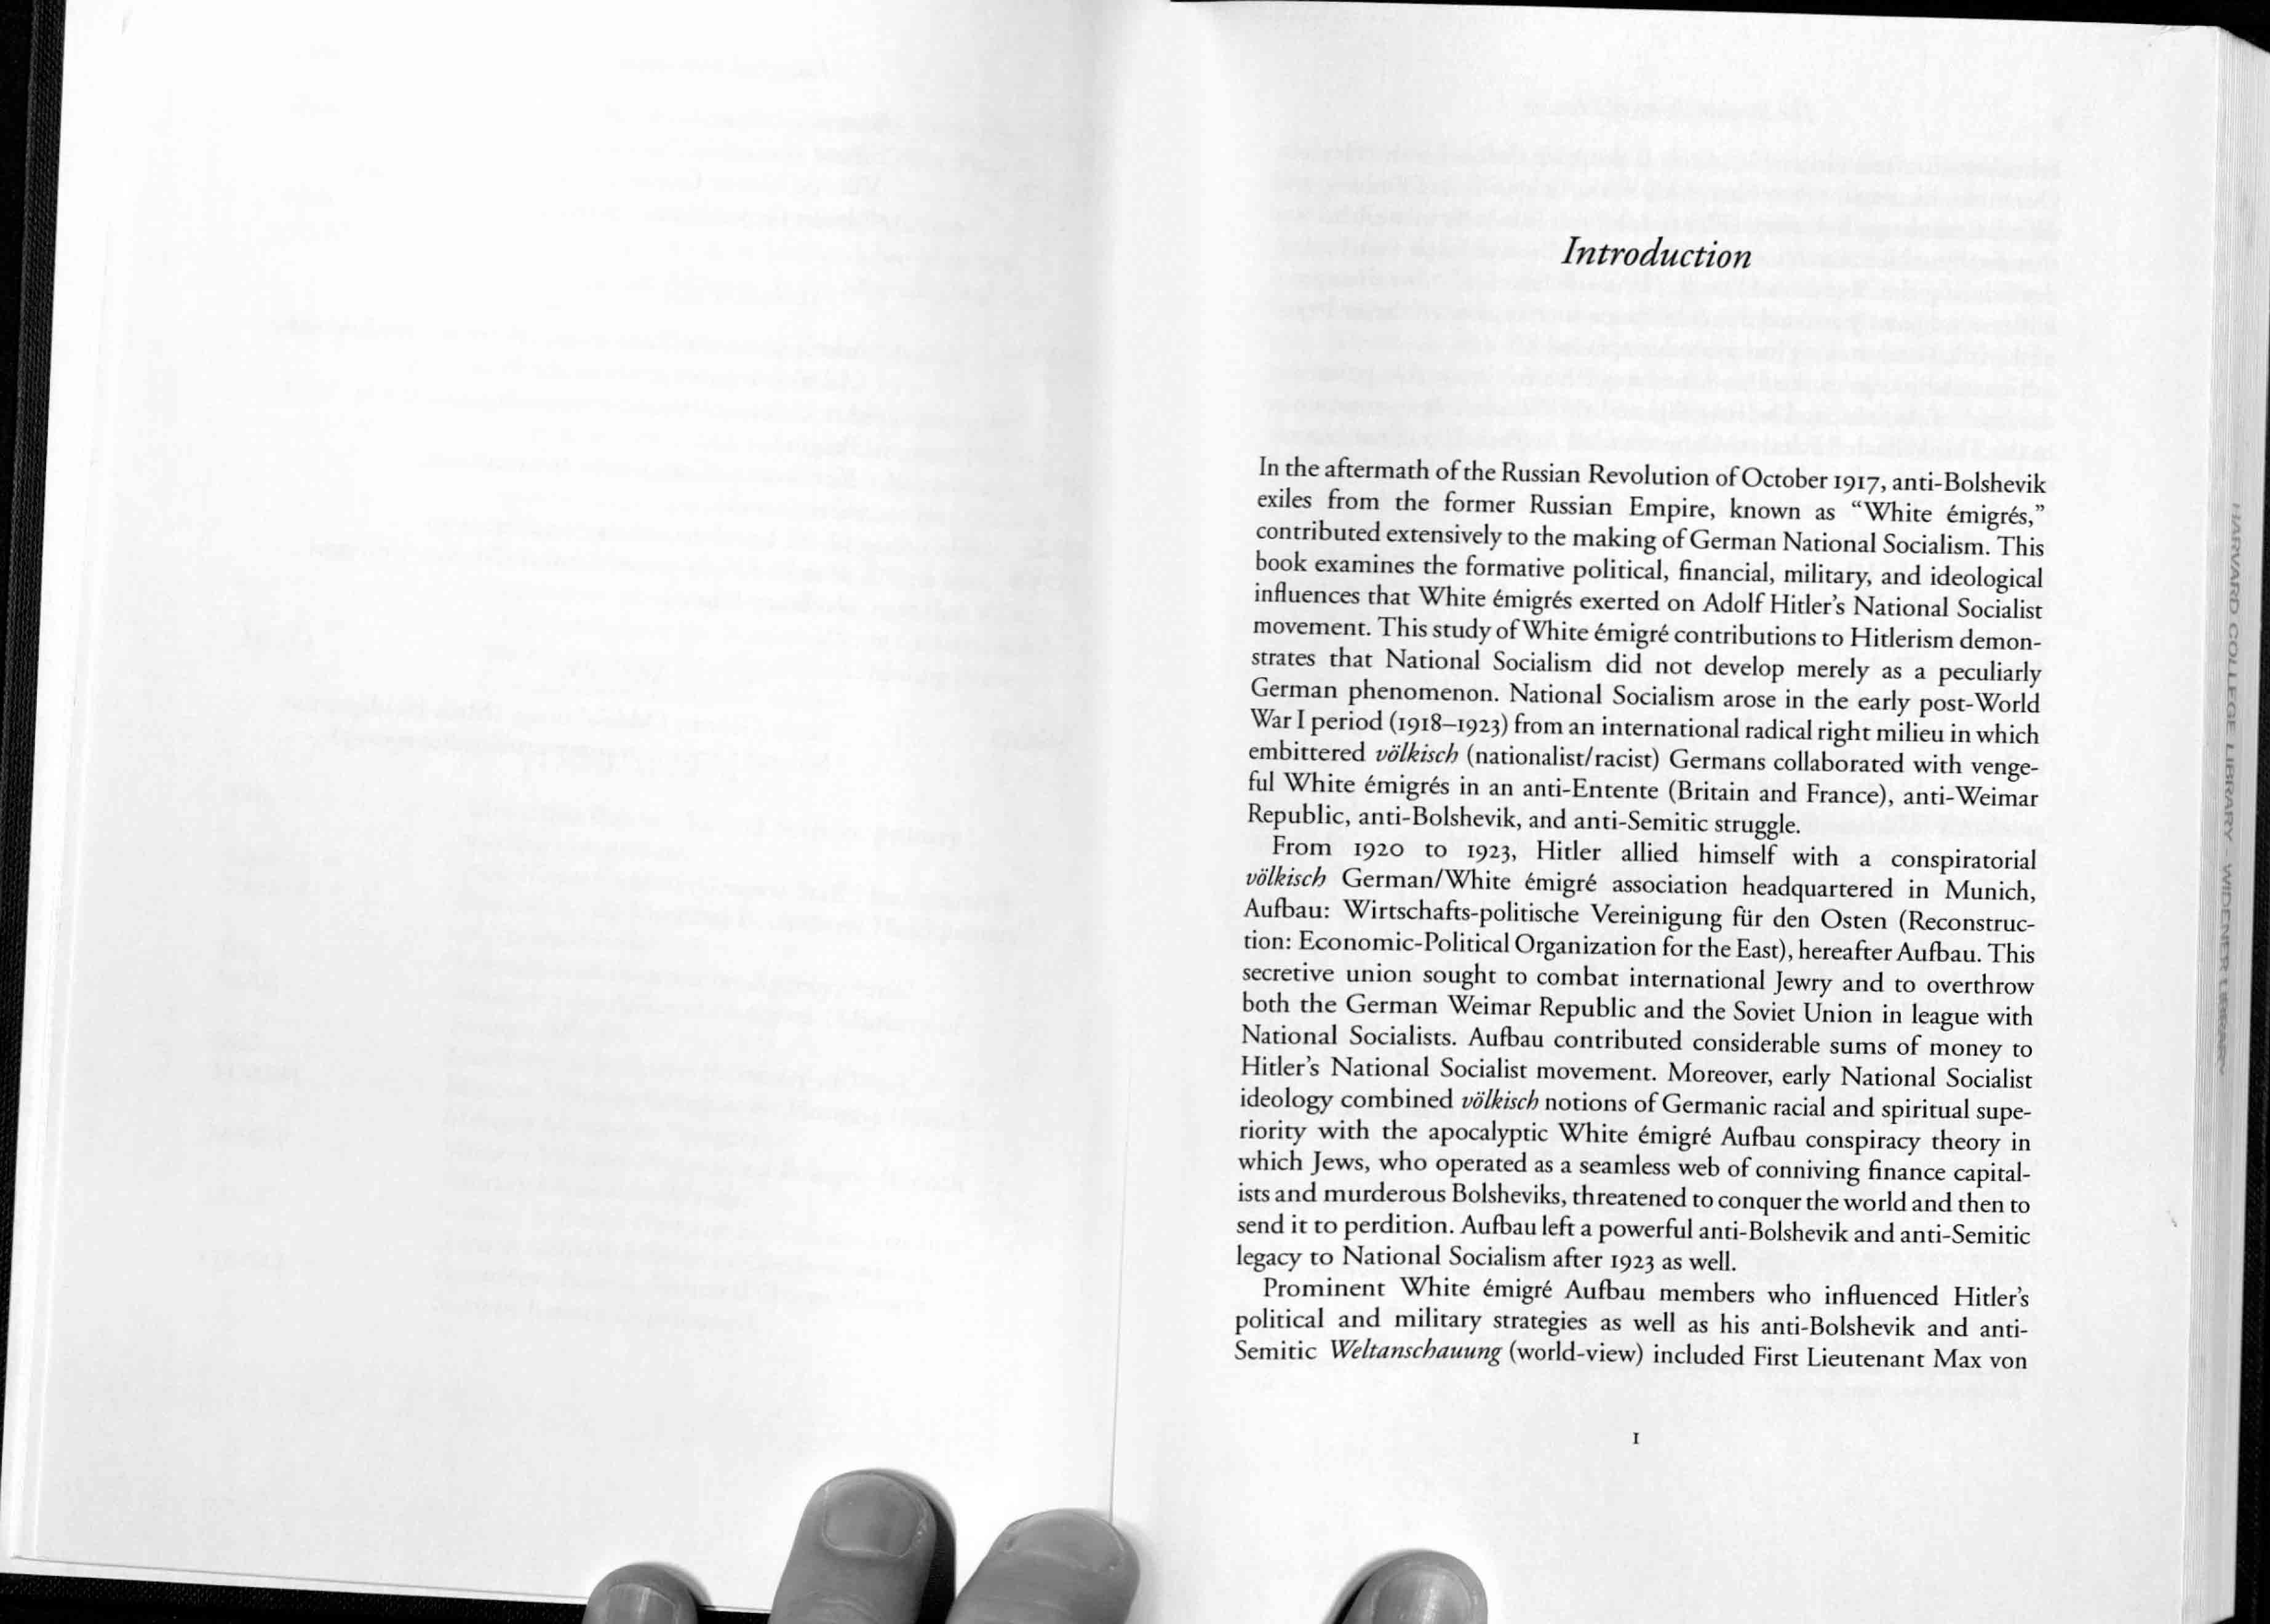 Introduction
In the aftermath of the Russian Revolution of October 1917, anti-Bolshevik
exiles from the former Russian Empire, known as “White émigrés,”
contributed extensively to the making of German National Socialism. This
book examines the formative political, financial, military, and ideological
influences that White émigrés exerted on Adolf Hitler’s National Socialist
movement. This study of White émigré contributions to Hitlerism demon-
strates that National Socialism did not develop merely as a peculiarly
German phenomenon. National Socialism arose in the early post-World
War I period (1918–1923) from an international radical right milieu in which
embittered völkisch (nationalist/racist) Germans collaborated with venge-
ful White émigrés in an anti-Entente (Britain and France), anti-Weimar
Republic, anti-Bolshevik, and anti-Semitic struggle.
From 1920 to 1923, Hitler allied himself with a conspiratorial
völkisch German/White émigré association headquartered in Munich,
Aufbau: Wirtschafts-politische Vereinigung für den Osten (Reconstruc-
tion: Economic-Political Organization for the East), hereafter Aufbau. This
secretive union sought to combat international Jewry and to overthrow
both the German Weimar Republic and the Soviet Union in league with
National Socialists. Aufbau contributed considerable sums of money to
Hitler’s National Socialist movement. Moreover, early National Socialist
ideology combined völkisch notions of Germanic racial and spiritual supe-
riority with the apocalyptic White émigré Aufbau conspiracy theory in
which Jews, who operated as a seamless web of conniving finance capital-
ists and murderous Bolsheviks, threatened to conquer the world and then to
send it to perdition. Aufbau left a powerful anti-Bolshevik and anti-Semitic
legacy to National Socialism after 1923 as well.
Prominent White émigré Aufbau members who influenced Hitler’s
political and military strategies as well as his anti-Bolshevik and anti-
Semitic Weltanschauung (world-view) included First Lieutenant Max von
1
HARVARD COLLEGE LIBRARY WIDENER LIBRARY